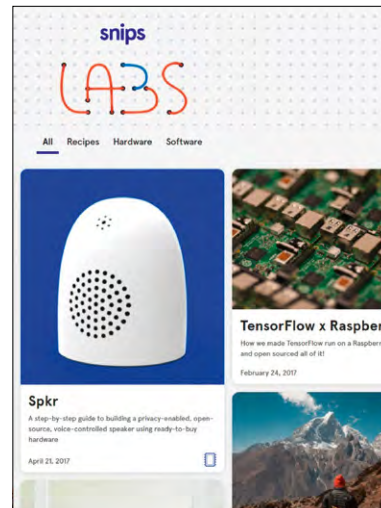 snips
LABS
All Recipes Hardware Software
Spkr
A step-by-step guide to building a privacy-enabled, open-
source, voice-controlled speaker using ready-to-buy
hardware
April 21, 2017
TensorFlow x Raspber
How we made TensorFlow run on a Raspberr
and open sourced all of it!
February 24, 2017